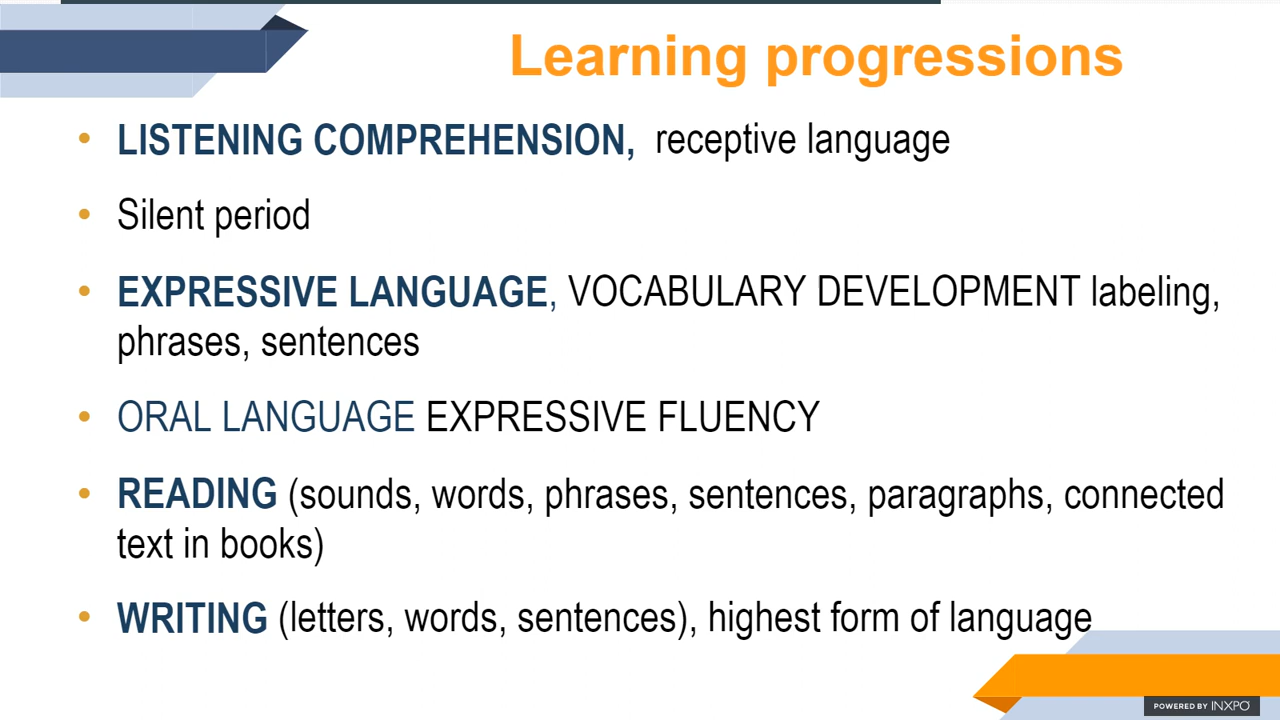 Learning progressions
• LISTENING COMPREHENSION, receptive language
• Silent period
• EXPRESSIVE LANGUAGE, VOCABULARY DEVELOPMENT labeling,
phrases, sentences
• ORAL LANGUAGE EXPRESSIVE FLUENCY
• READING (sounds, words, phrases, sentences, paragraphs, connected
text in books)
• WRITING (letters, words, sentences), highest form of language
POWERED BY INXPO